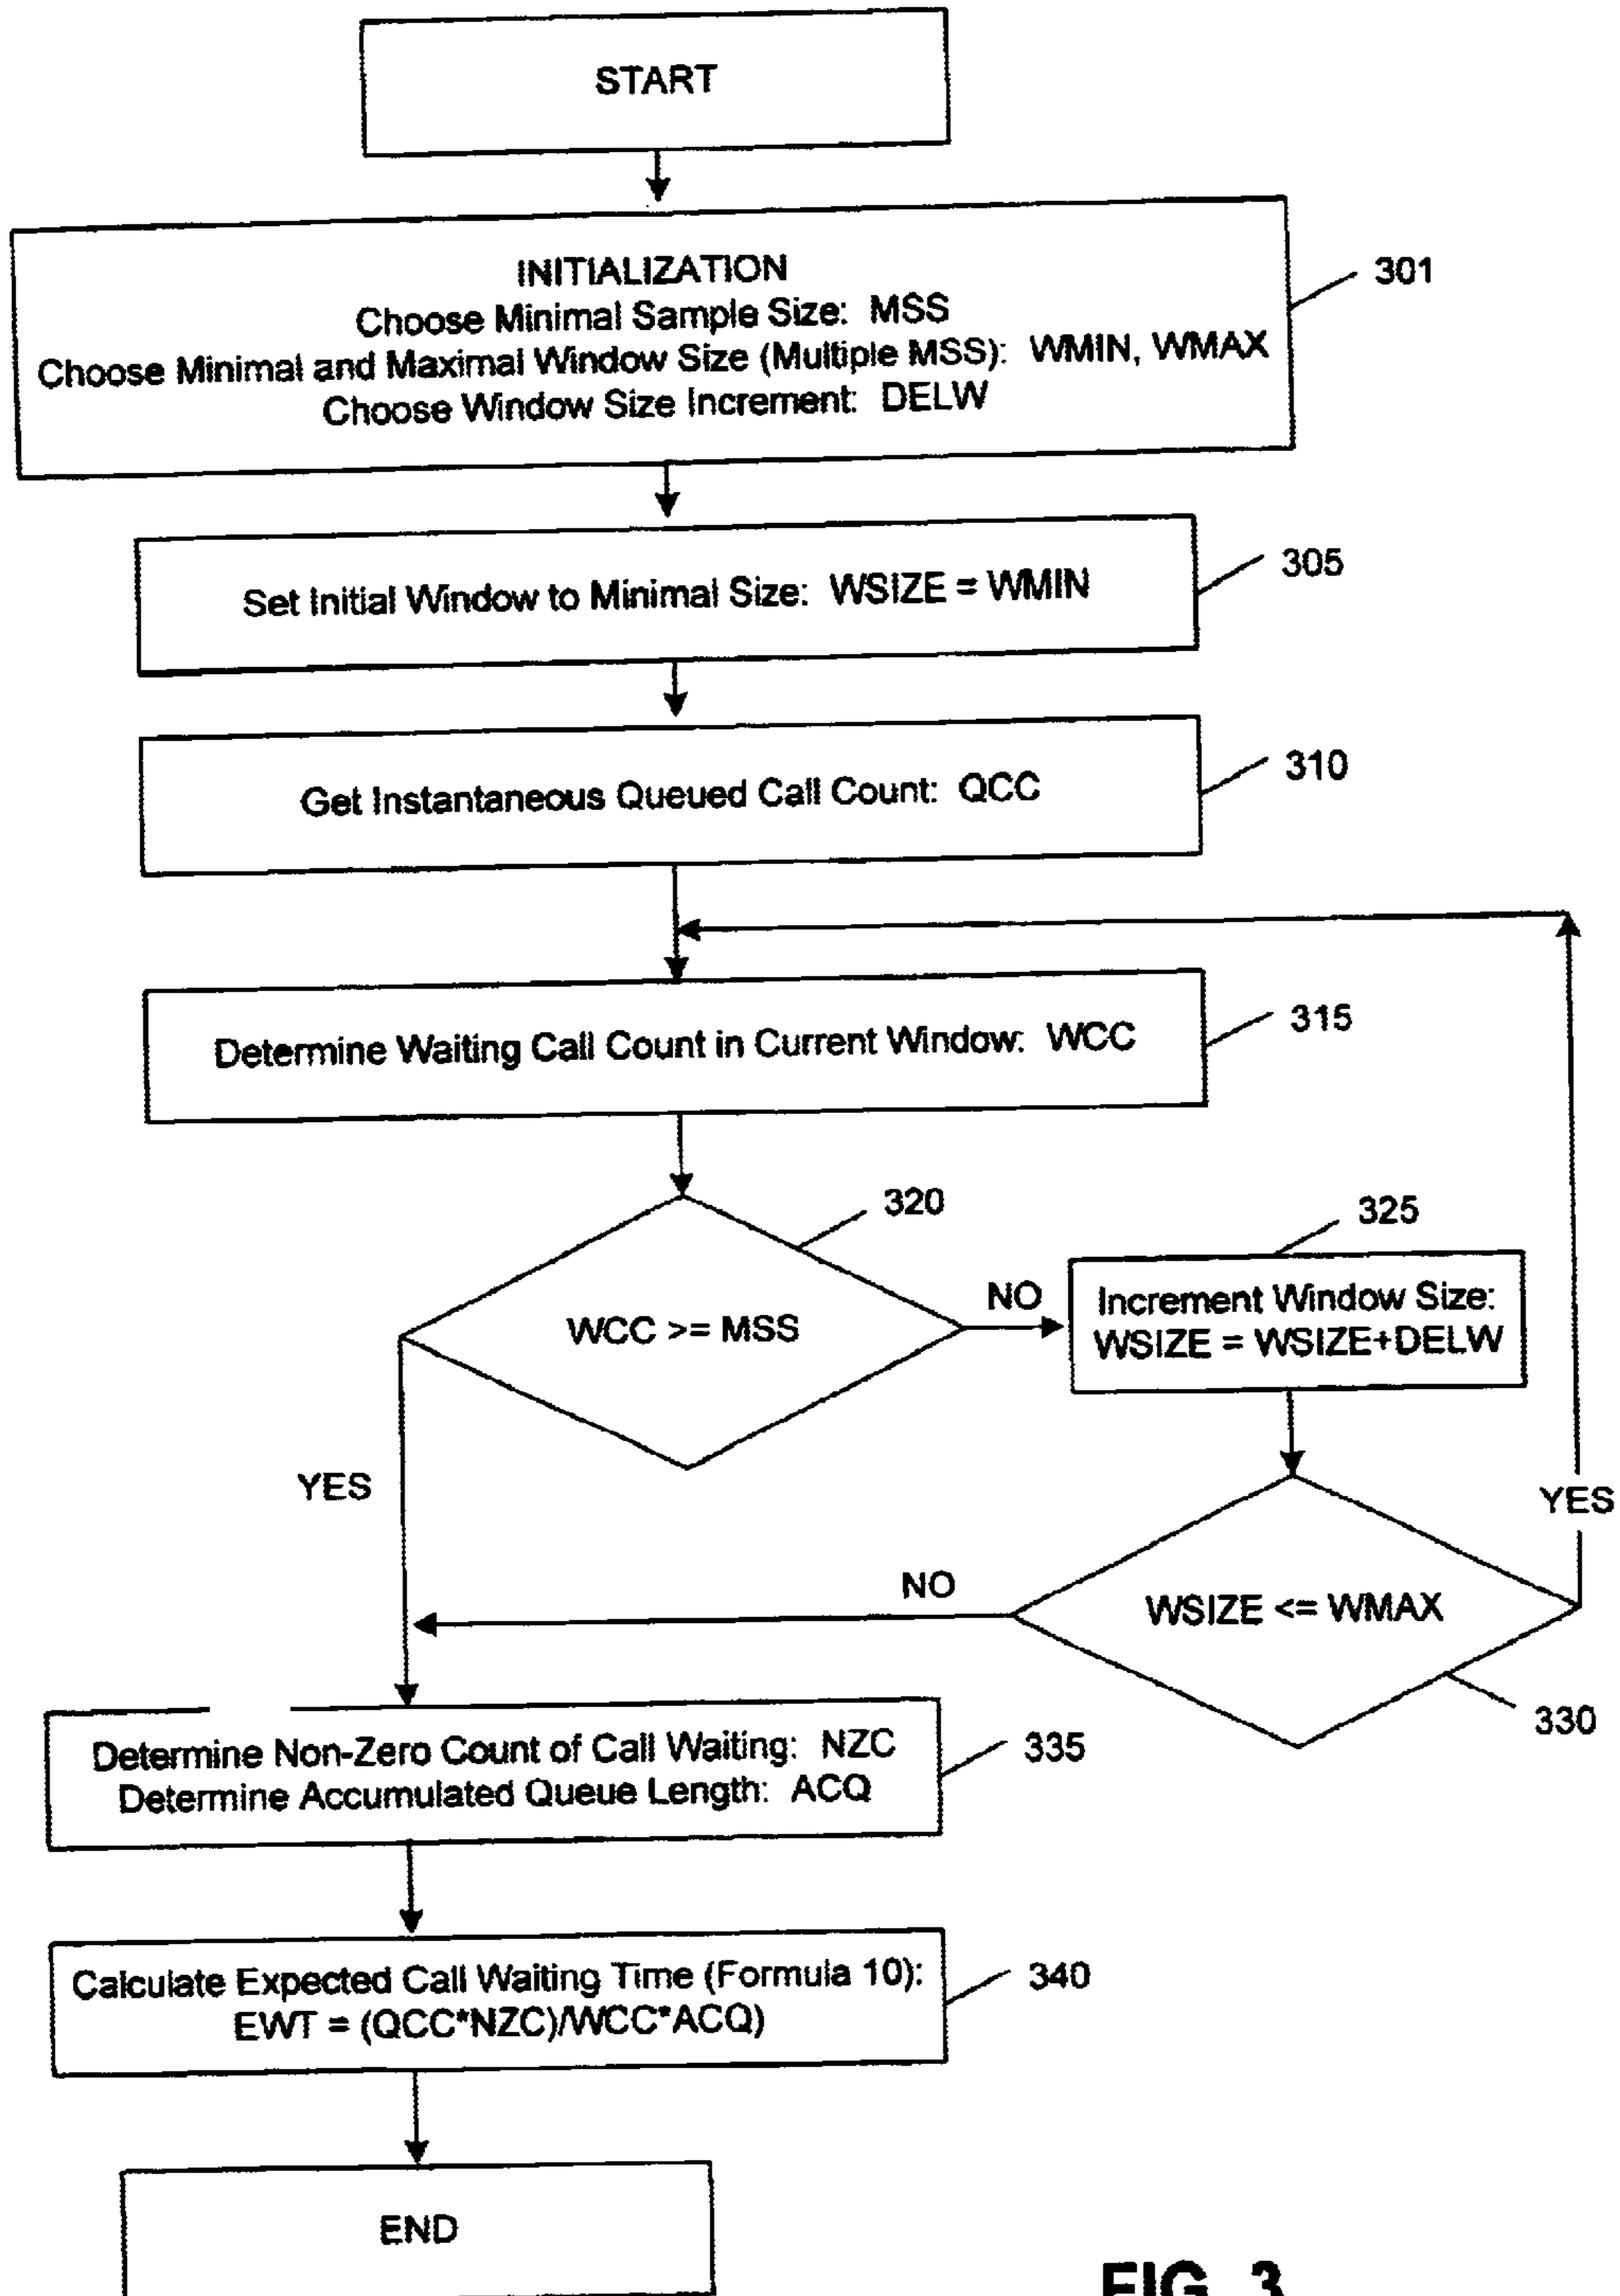 START
INITIALIZATION
Choose Minimal Sample Size: MSS
Choose Minimal and Maximal Window Size (Multiple MSS): WMIN, WMAX
Choose Window Size Increment: DELW
301
Set Initial Window to Minimal Size: WSIZE = WMIN
305
Get Instantaneous Queued Call Count: QCC
310
Determine Waiting Call Count in Current Window: WCC
315
320
WCC >= MSS
NO
325
Increment Window Size:
WSIZE = WSIZE+DELW
YES
YES
NO
WSIZE <= WMAX
330
Determine Non-Zero Count of Call Waiting: NZC
Determine Accumulated Queue Length: ACQ
335
Calculate Expected Call Waiting Time (Formula 10):
EWT = (QCC*NZC)/WCC*ACQ)
340
END
FIG. 3